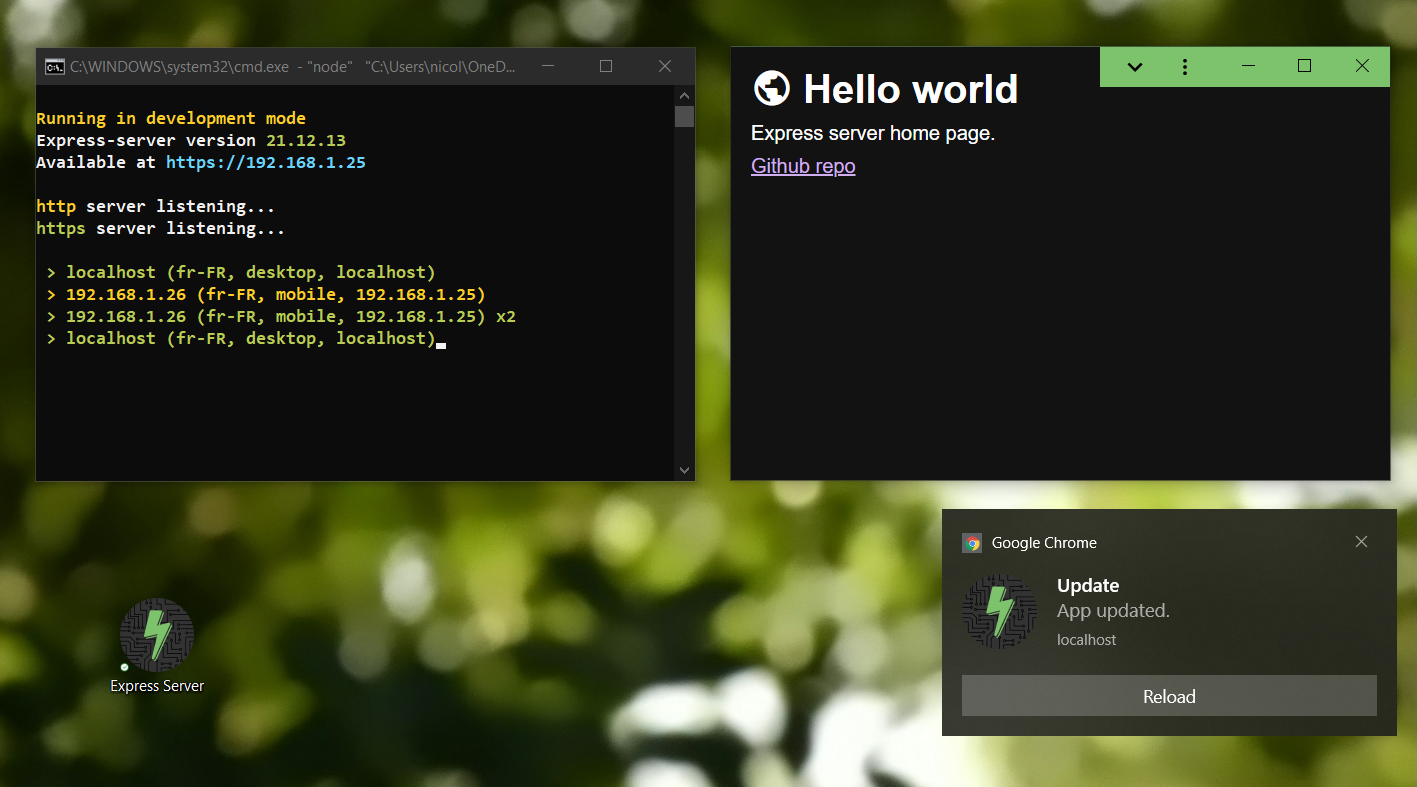 C:\WINDOWS\system32\cmd.exe - "node" "C:\Users\nicol\OneD...
Running in development mode
Express-server version 21.12.13
Available at https://192.168.1.25
http server listening...
https server listening...
> localhost (fr-FR, desktop, localhost)
> 192.168.1.26 (fr-FR, mobile, 192.168.1.25)
> 192.168.1.26 (fr-FR, mobile, 192.168.1.25) x2
> localhost (fr-FR, desktop, localhost)
Hello world
Express server home page.
Github repo
Express Server
Google Chrome
Update
App updated.
localhost
Reload